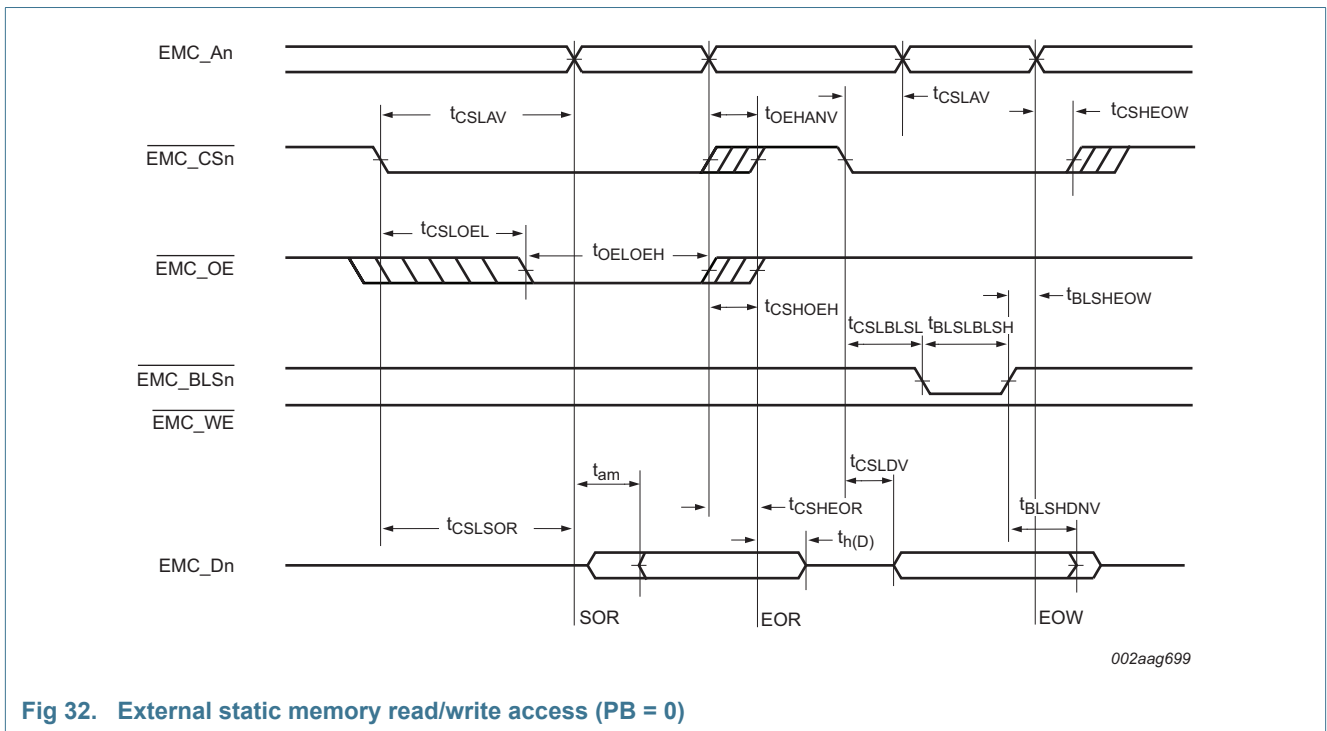 EMC_An
tCSLAV
tOEHANV
tCSLAV
tCSHEOW
EMC_CSn
tCSLOEL
tOELOEH
EMC_OE
tCSHOEH
tBLSHEOW
tCSLBLSL
tBLSLBLSH
EMC_BLSn
EMC_WE
tam
tCSLDV
tCSLSOR
tCSHEOR
tBLSHDNV
th(D)
EMC_Dn
SOR
EOR
EOW
002aag699
Fig 32. External static memory read/write access (PB = 0)